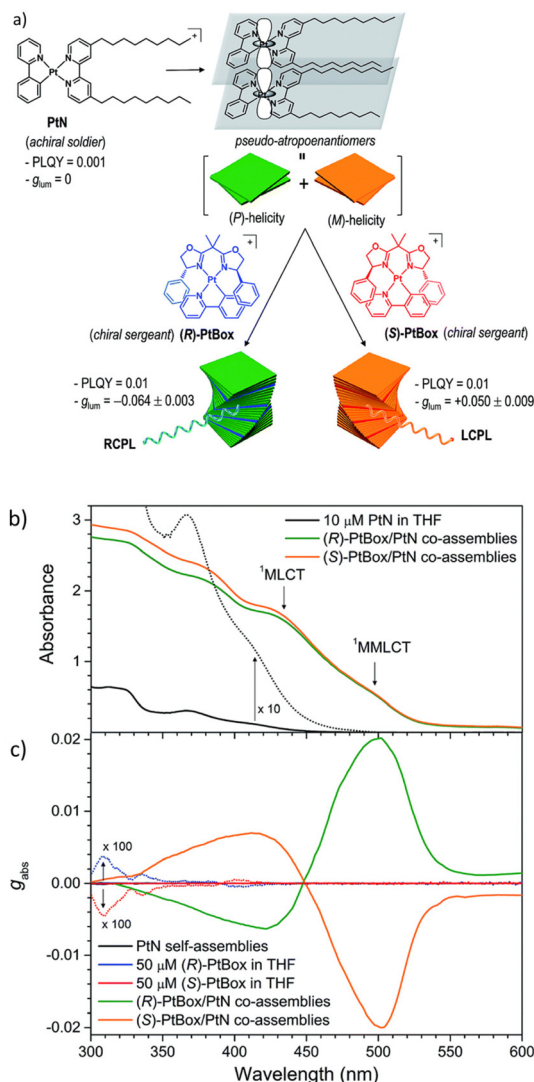 a)
+
N
N
Pt
N
PtN
(achiral soldier)
- PLQY = 0.001
- glum = 0
pseudo-atropoenantiomers
"
+
(P)-helicity
(M)-helicity
+
+
O
O
O
O
N
N
N
N
Pt
Pt
N
N
(chiral sergeant) (R)-PtBox
(S)-PtBox (chiral sergeant)
- PLQY = 0.01
- glum = −0.064 ± 0.003
- PLQY = 0.01
- glum = +0.050 ± 0.009
RCPL
LCPL
b)
3
2
1
Absorbance
10 μM PtN in THF
(R)-PtBox/PtN co-assemblies
(S)-PtBox/PtN co-assemblies
1MLCT
1MMLCT
x 10
c)
0.02
0.01
0.00
-0.01
-0.02
gabs
x 100
x 100
PtN self-assemblies
50 μM (R)-PtBox in THF
50 μM (S)-PtBox in THF
(R)-PtBox/PtN co-assemblies
(S)-PtBox/PtN co-assemblies
300 350 400 450 500 550 600
Wavelength (nm)